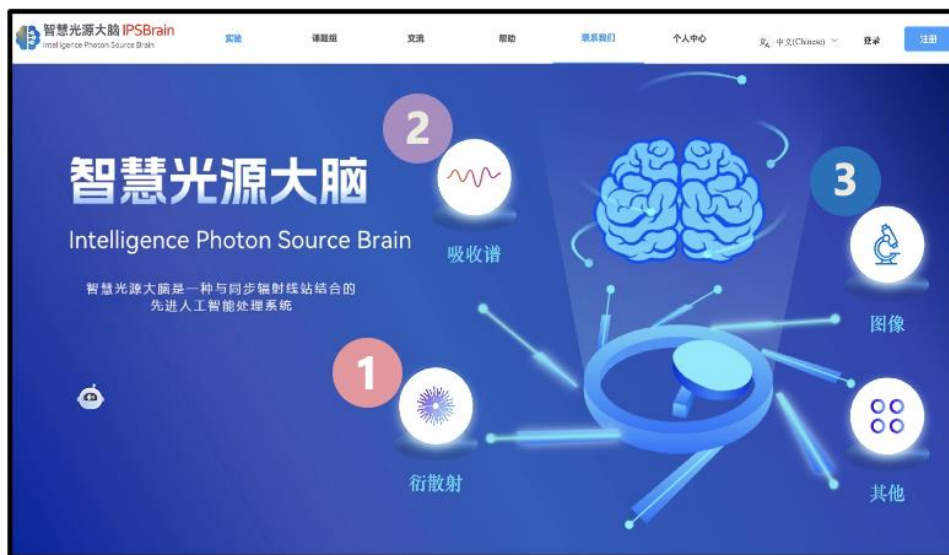 智慧光源大脑 IPSBrain
Intelligence Photon Source Brain
实验
课题组
交流
帮助
联系我们
个人中心
中文(Chinese)
登录
注册
智慧光源大脑
Intelligence Photon Source Brain
智慧光源大脑是一种与同步辐射线站结合的
先进人工智能处理系统
2
吸收谱
3
图像
1
衍散射
其他